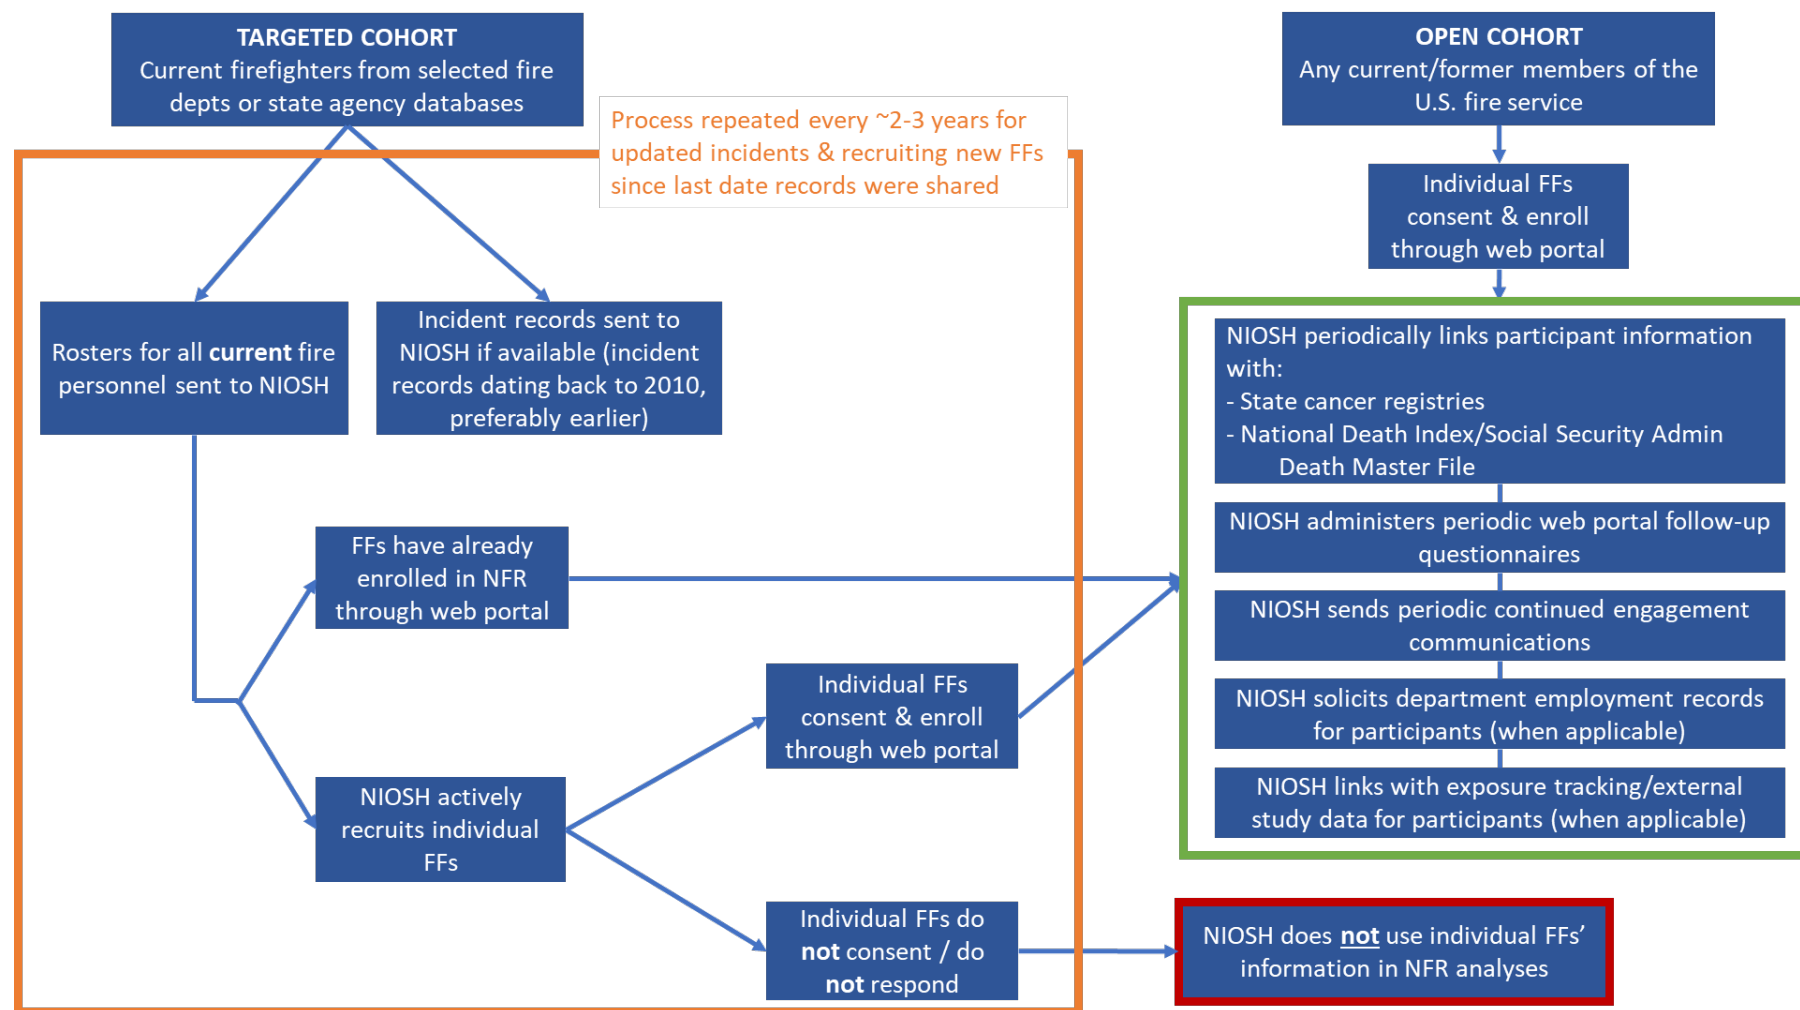 TARGETED COHORT
Current firefighters from selected fire
depts or state agency databases
OPEN COHORT
Any current/former members of the
U.S. fire service
Process repeated every ~2-3 years for
updated incidents & recruiting new FFs
since last date records were shared
Individual FFs
consent & enroll
through web portal
Rosters for all current fire
personnel sent to NIOSH
Incident records sent to
NIOSH if available (incident
records dating back to 2010,
preferably earlier)
NIOSH periodically links participant information
with:
- State cancer registries
- National Death Index/Social Security Admin
Death Master File
NIOSH administers periodic web portal follow-up
questionnaires
NIOSH sends periodic continued engagement
communications
NIOSH solicits department employment records
for participants (when applicable)
NIOSH links with exposure tracking/external
study data for participants (when applicable)
FFs have already
enrolled in NFR
through web portal
Individual FFs
consent & enroll
through web portal
NIOSH actively
recruits individual
FFs
Individual FFs do
not consent / do
not respond
NIOSH does not use individual FFs’
information in NFR analyses